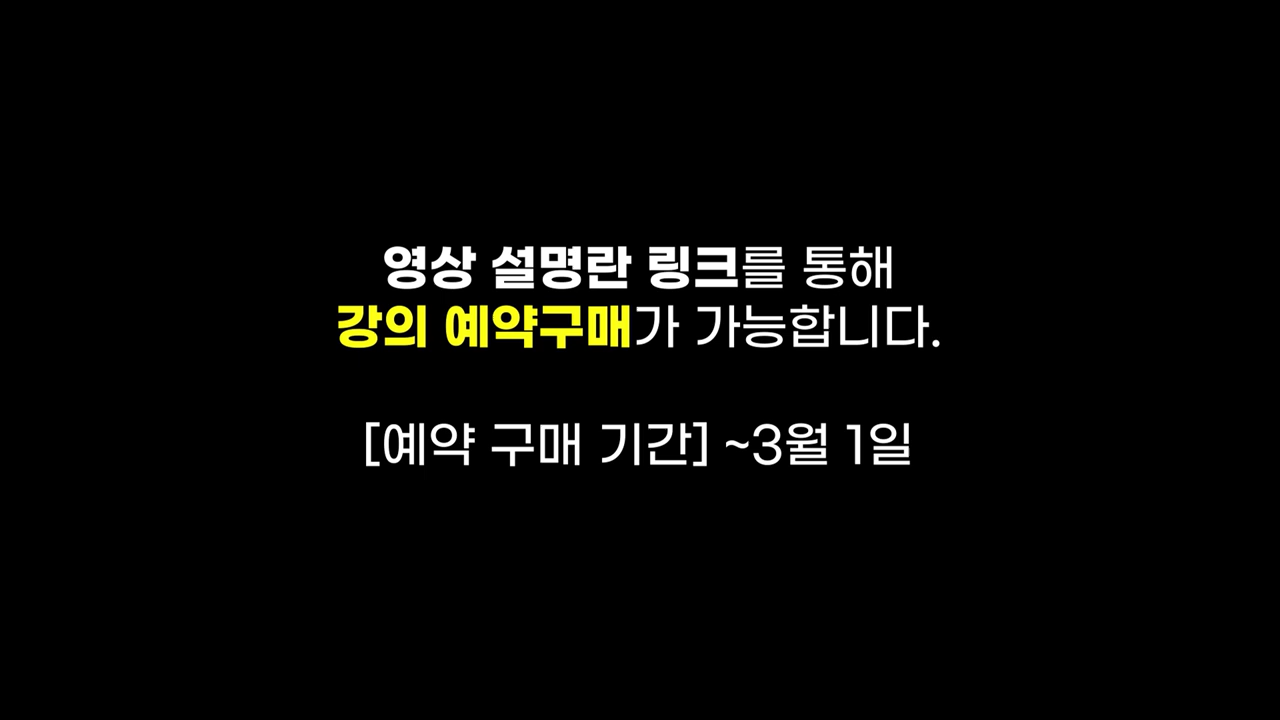 영상 설명란 링크를 통해
강의 예약구매가 가능합니다.
[예약 구매 기간] ~3월 1일